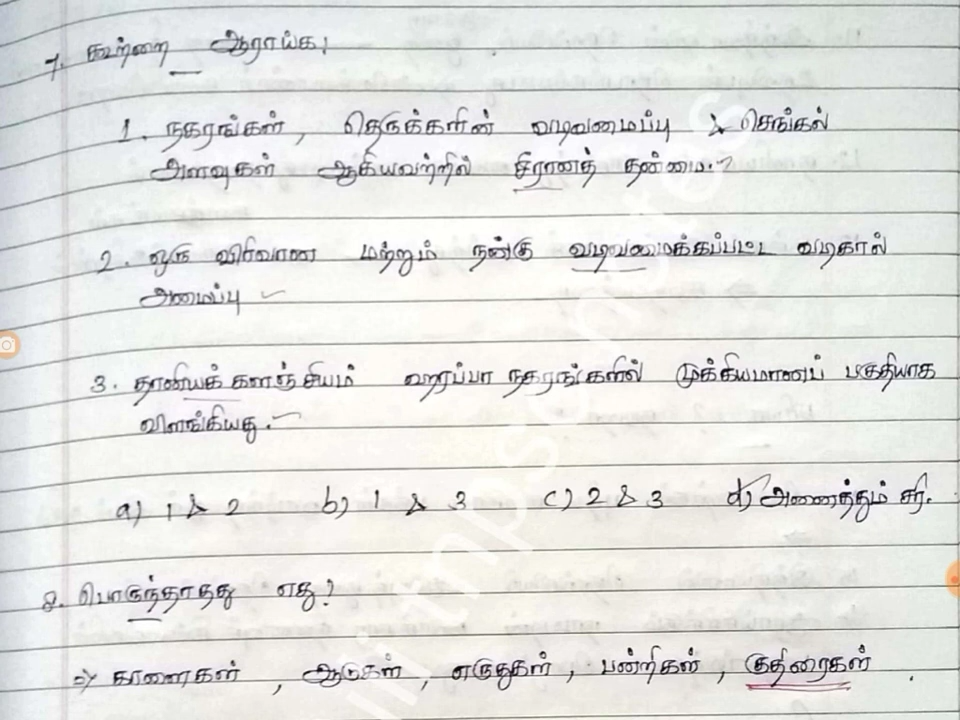 7. கூற்றை ஆராய்க!
1. நகரங்கள், தெருக்களின் வடிவமைப்பு & செங்கல்
அளவுகள் ஆகியவற்றில் சீரானத் தன்மை.
2. ஒரு விரிவான மற்றும் நன்கு வடிவமைக்கப்பட்ட வடிகால்
அமைப்பு
3. தானியக் களஞ்சியம் ஹரப்பா நகரங்களில் முக்கியமானப் பகுதியாக
விளங்கியது.
a) 1 & 2 b) 1 & 3 c) 2 & 3 d) அணைத்தும் சரி.
8. பொருந்தாதது எது?
=> காளைகள், ஆடுகள், எருதுகள், பன்றிகள், குதிரைகள்.